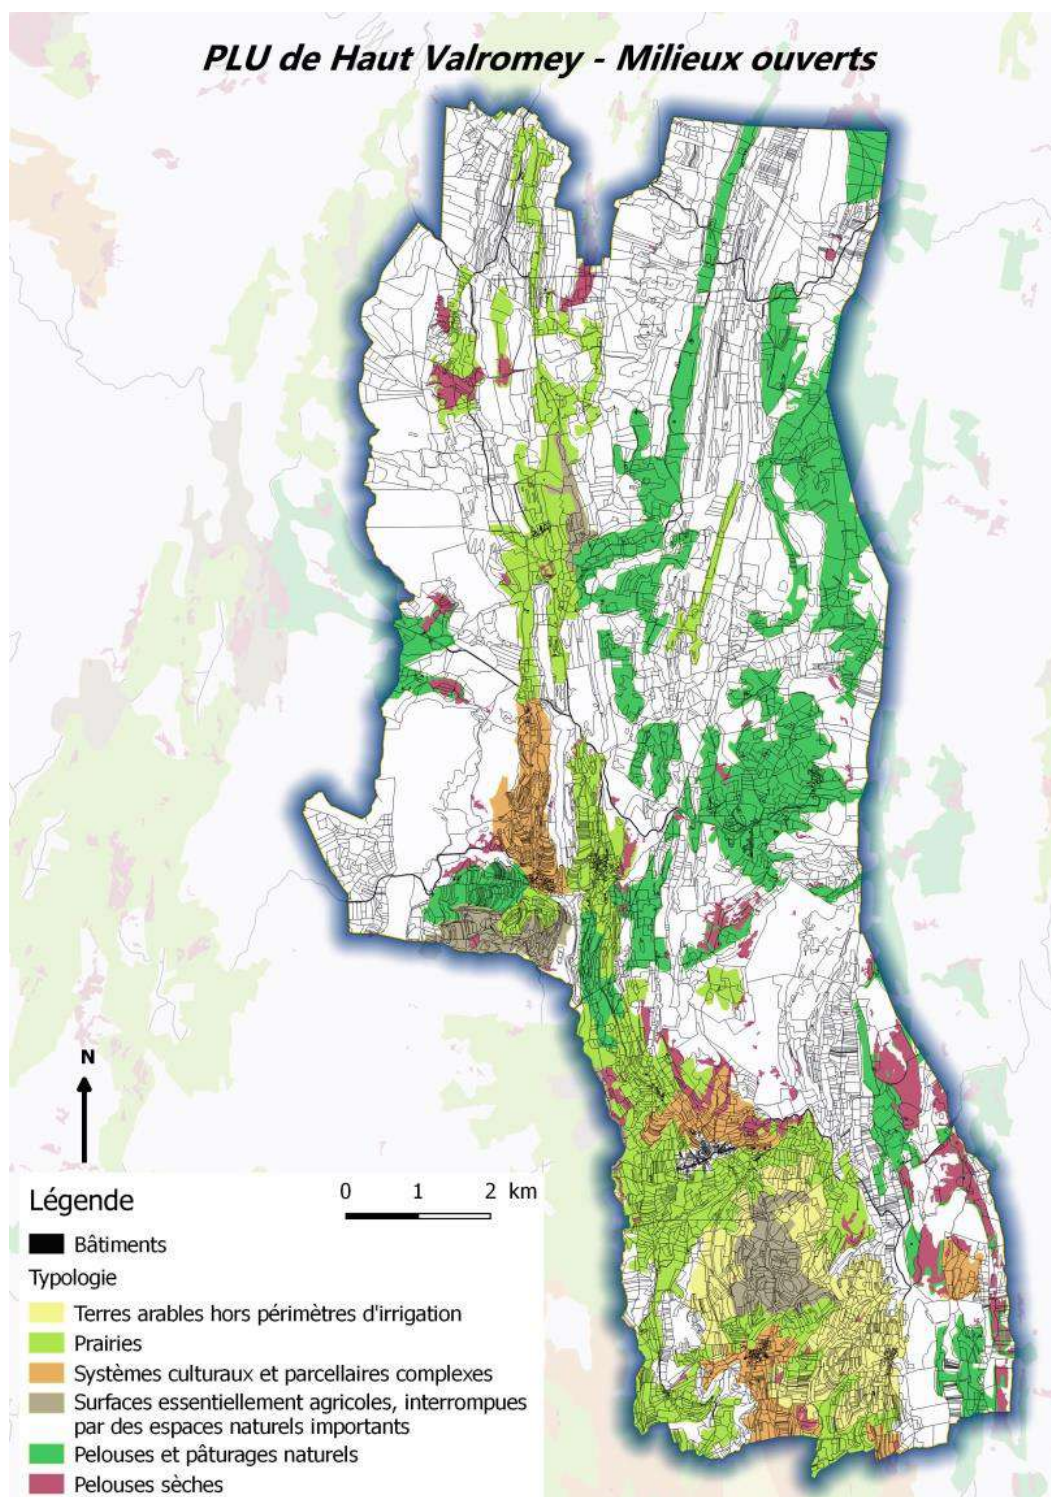 PLU de Haut Valromey - Milieux ouverts
N
Légende
0 1 2 km
Bâtiments
Typologie
Terres arables hors périmètres d'irrigation
Prairies
Systèmes culturaux et parcellaires complexes
Surfaces essentiellement agricoles, interrompues
par des espaces naturels importants
Pelouses et pâturages naturels
Pelouses sèches